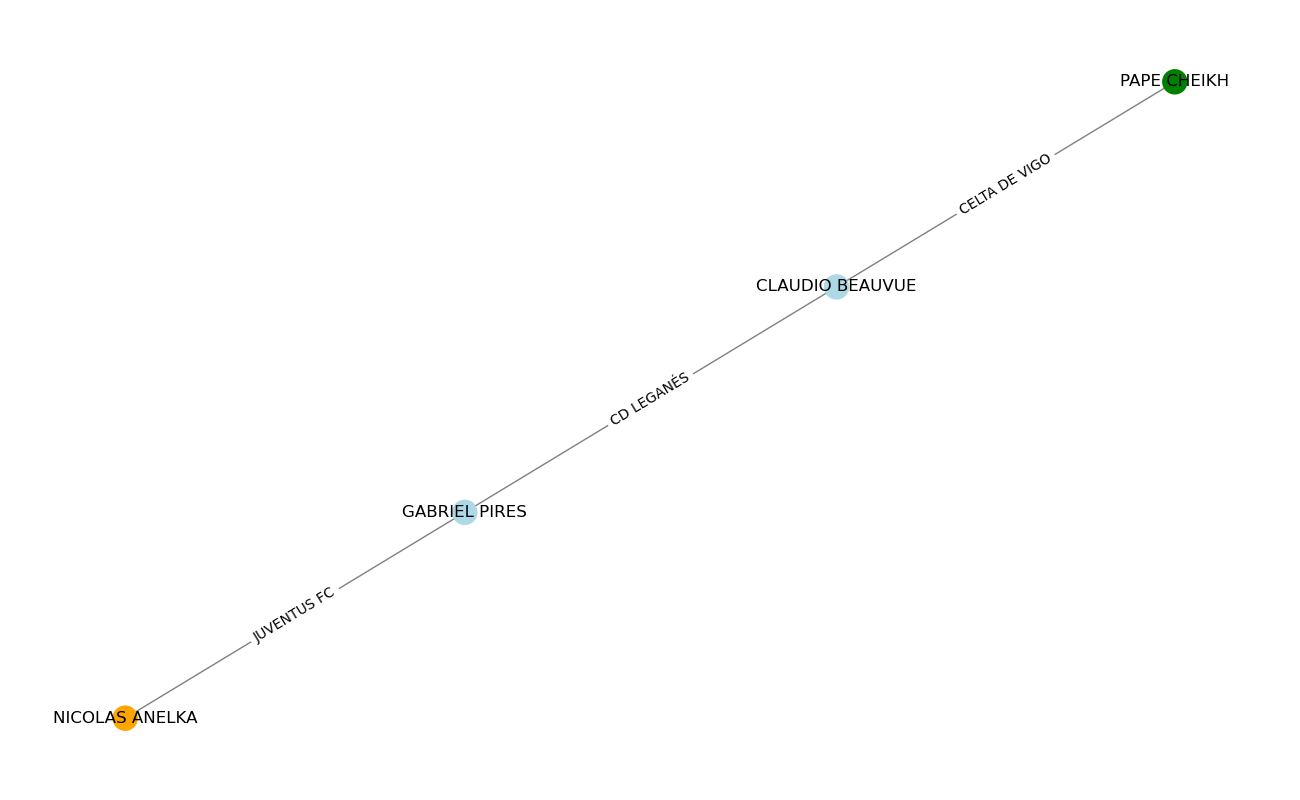 PAPE CHEIKH
CELTA DE VIGO
CLAUDIO BEAUVUE
CD LEGANÉS
GABRIEL PIRES
JUVENTUS FC
NICOLAS ANELKA